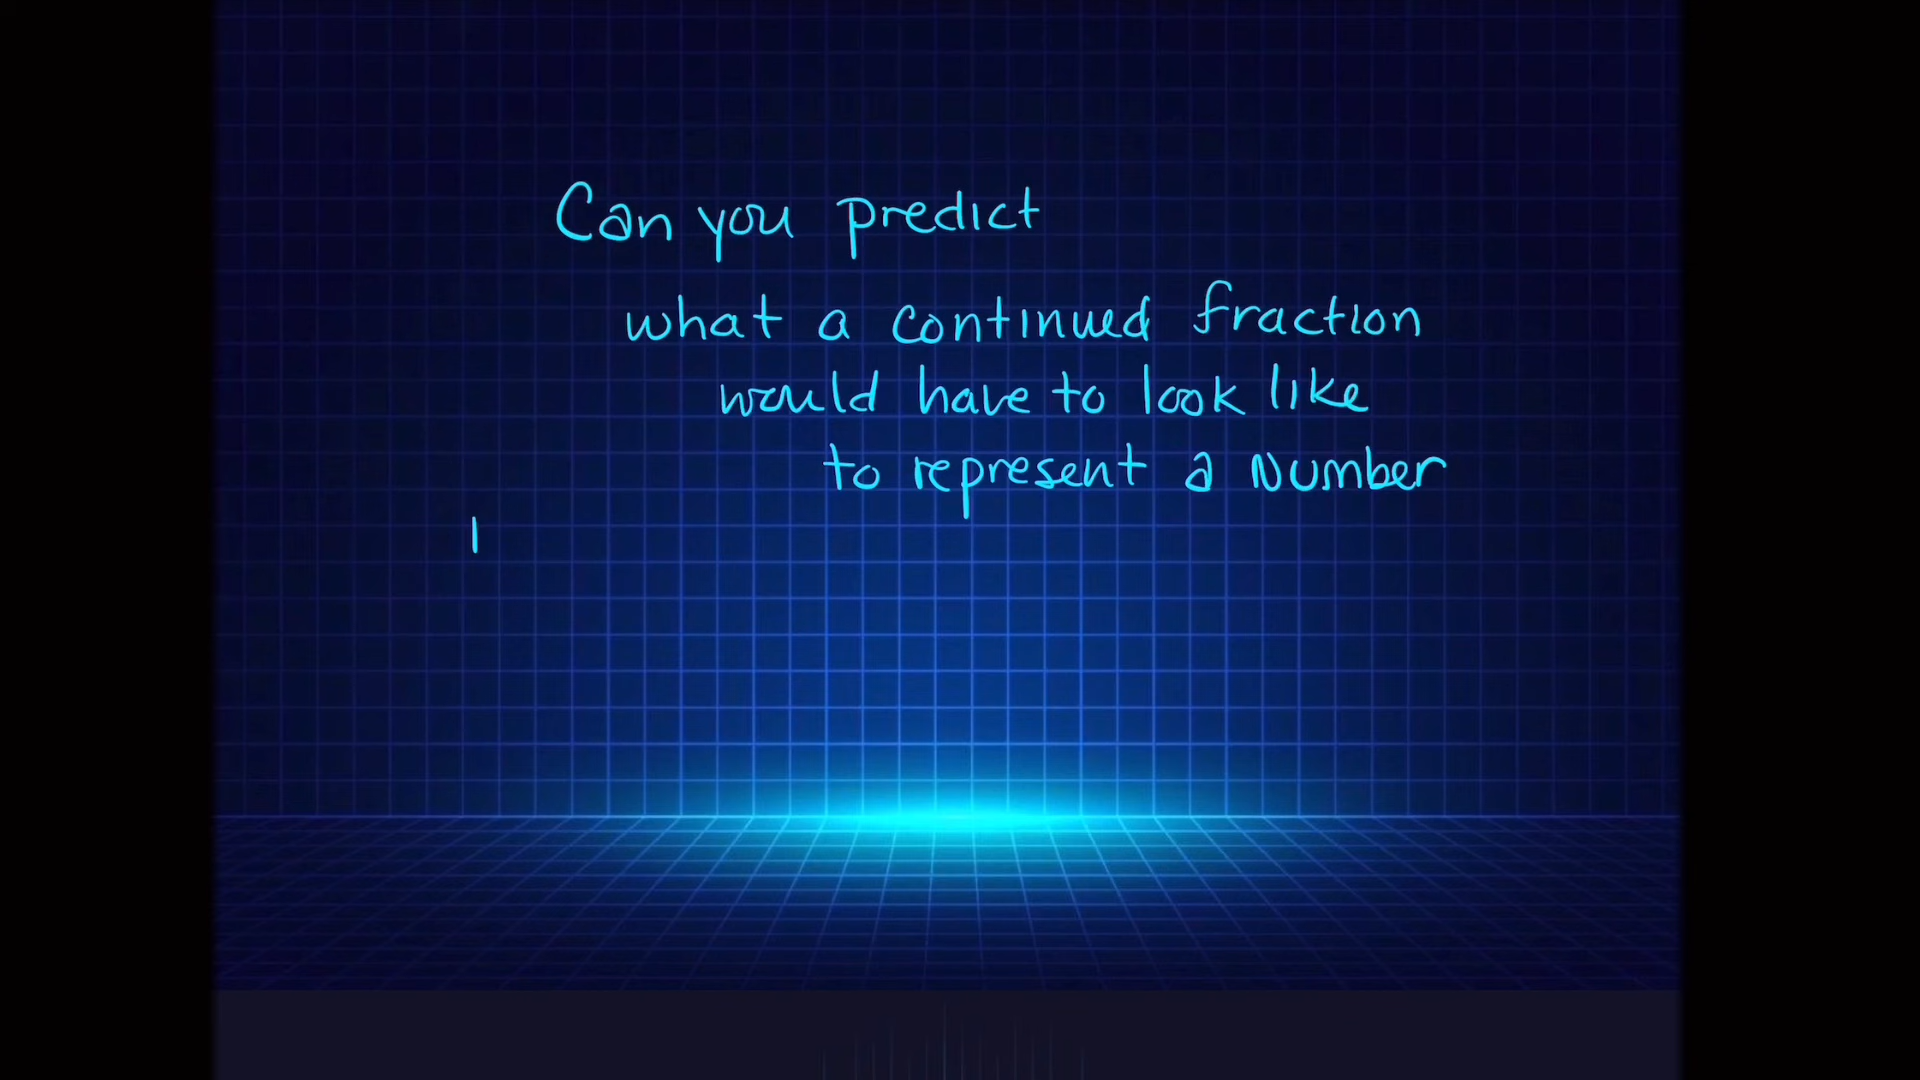 Can you predict
what a continued fraction
would have to look like
to represent a Number